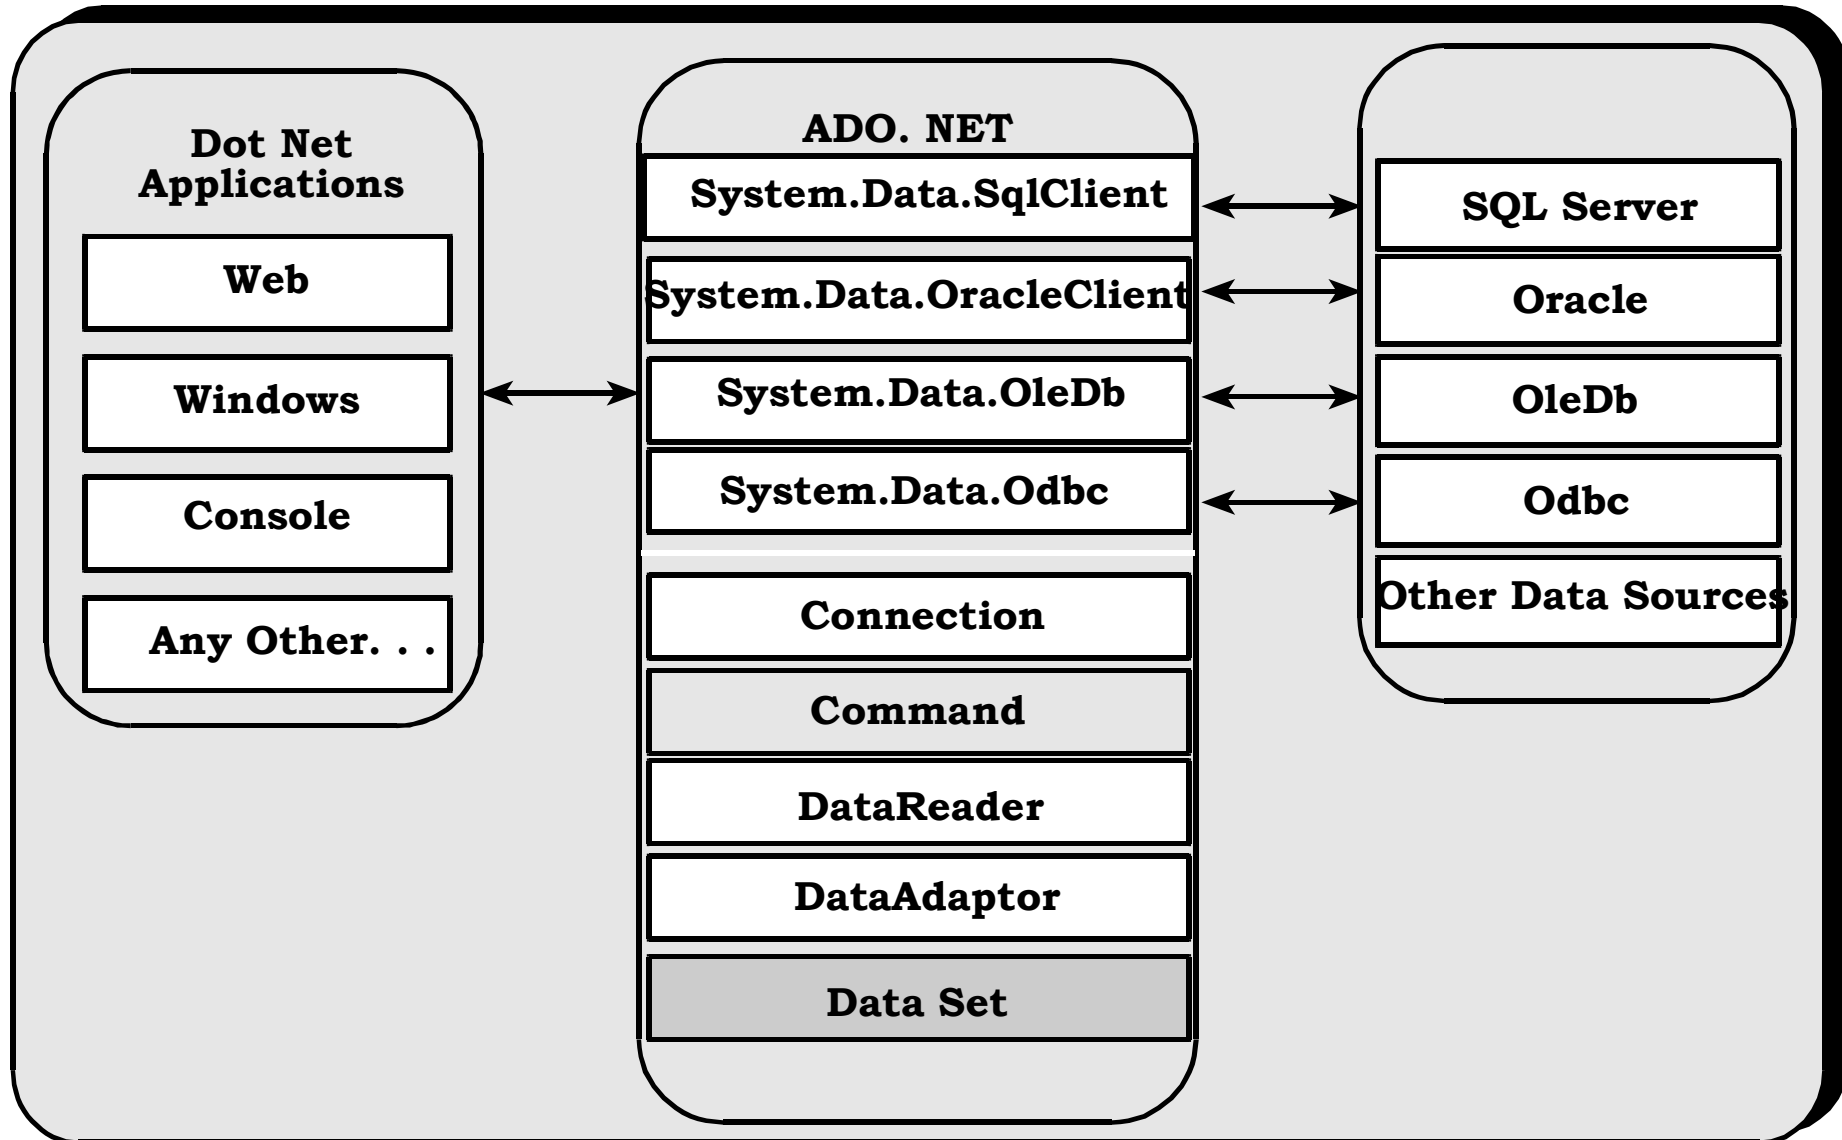 Dot Net
Applications
Web
Windows
Console
Any Other. . .
ADO. NET
System.Data.SqlClient
System.Data.OracleClient
System.Data.OleDb
System.Data.Odbc
Connection
Command
DataReader
DataAdaptor
Data Set
SQL Server
Oracle
OleDb
Odbc
Other Data Sources